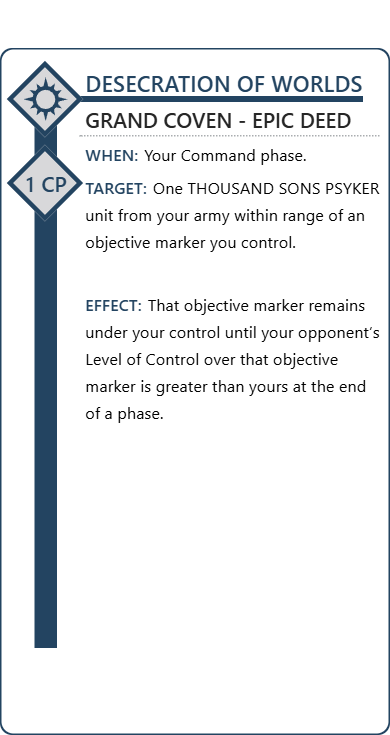 DESECRATION OF WORLDS
GRAND COVEN - EPIC DEED
1 CP
WHEN: Your Command phase.
TARGET: One THOUSAND SONS PSYKER
unit from your army within range of an
objective marker you control.
EFFECT: That objective marker remains
under your control until your opponent’s
Level of Control over that objective
marker is greater than yours at the end
of a phase.